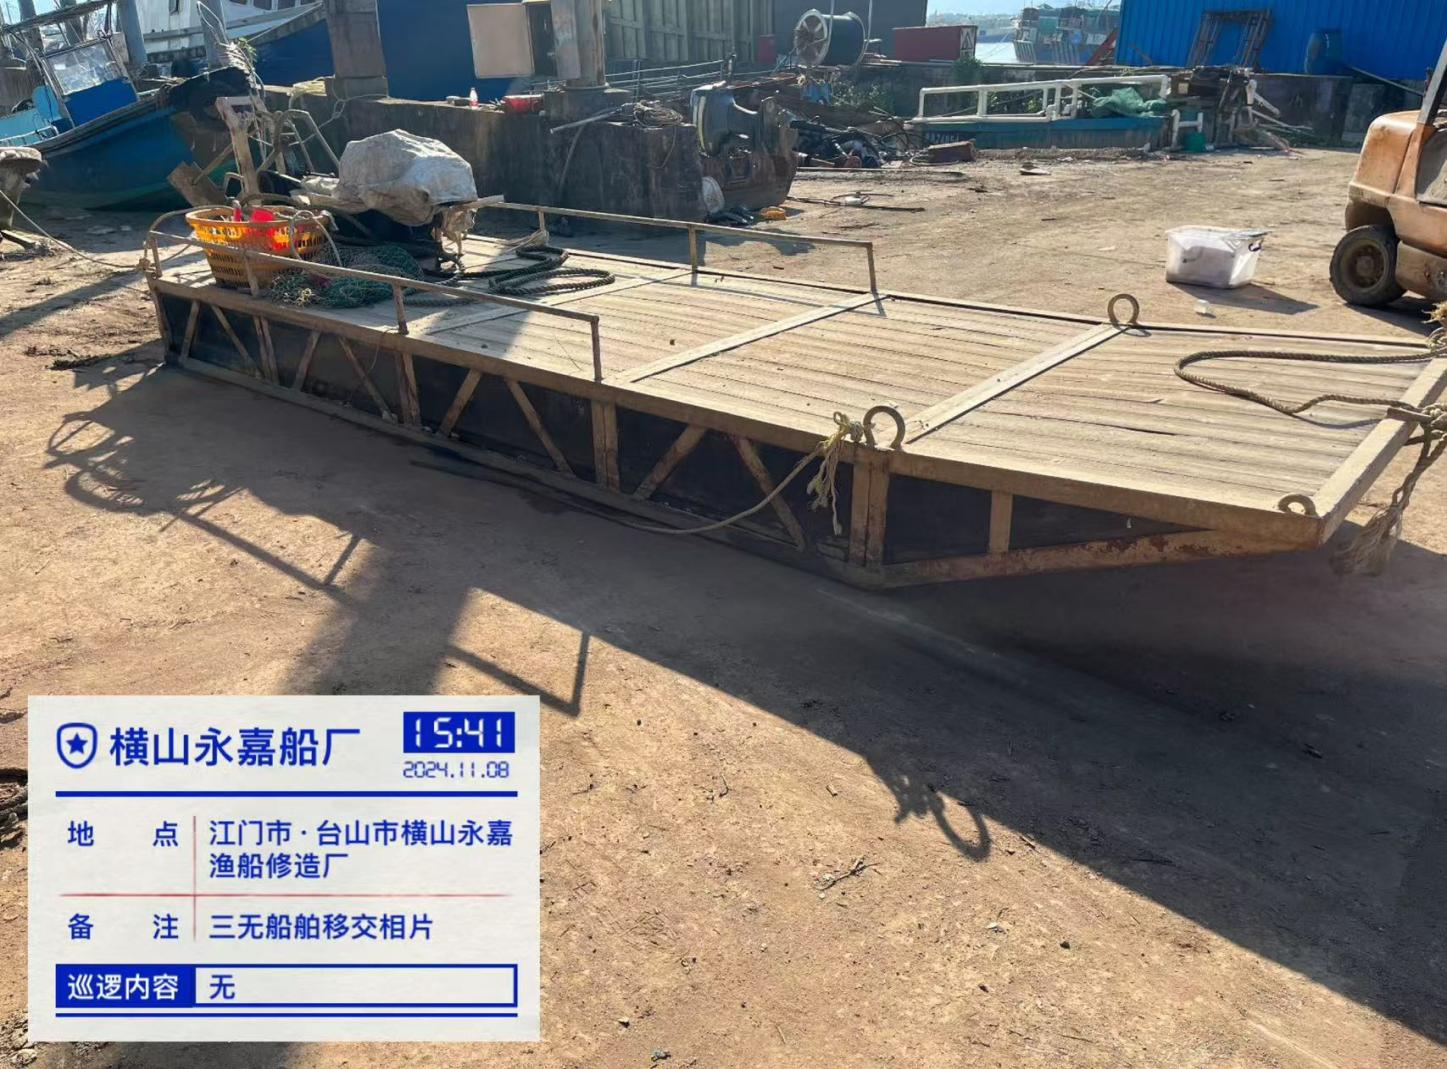 横山永嘉船厂
15:41
2024.11.08
地 点 江门市·台山市横山永嘉
渔船修造厂
备 注 三无船舶移交相片
巡逻内容 无